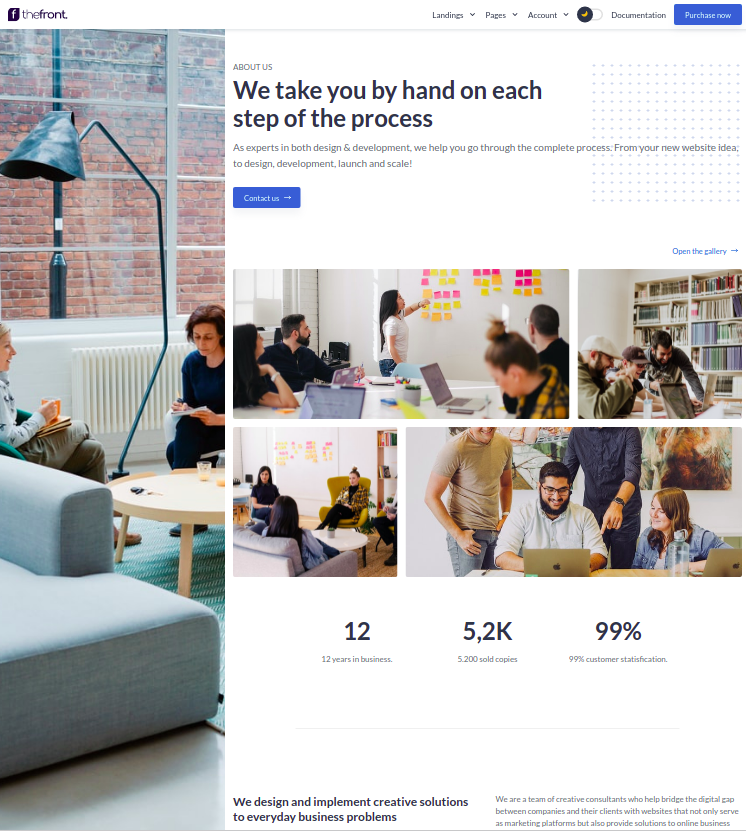 thefront.
Landings Pages Account Documentation Purchase now
ABOUT US
We take you by hand on each
step of the process
As experts in both design & development, we help you go through the complete process. From your new website idea,
to design, development, launch and scale!
Contact us →
Open the gallery →
12 5,2K 99%
12 years in business. 5.200 sold copies 99% customer statisfication.
We design and implement creative solutions
to everyday business problems
We are a team of creative consultants who help bridge the digital gap
between companies and their clients with websites that not only serve
as marketing platforms but also provide solutions to online business